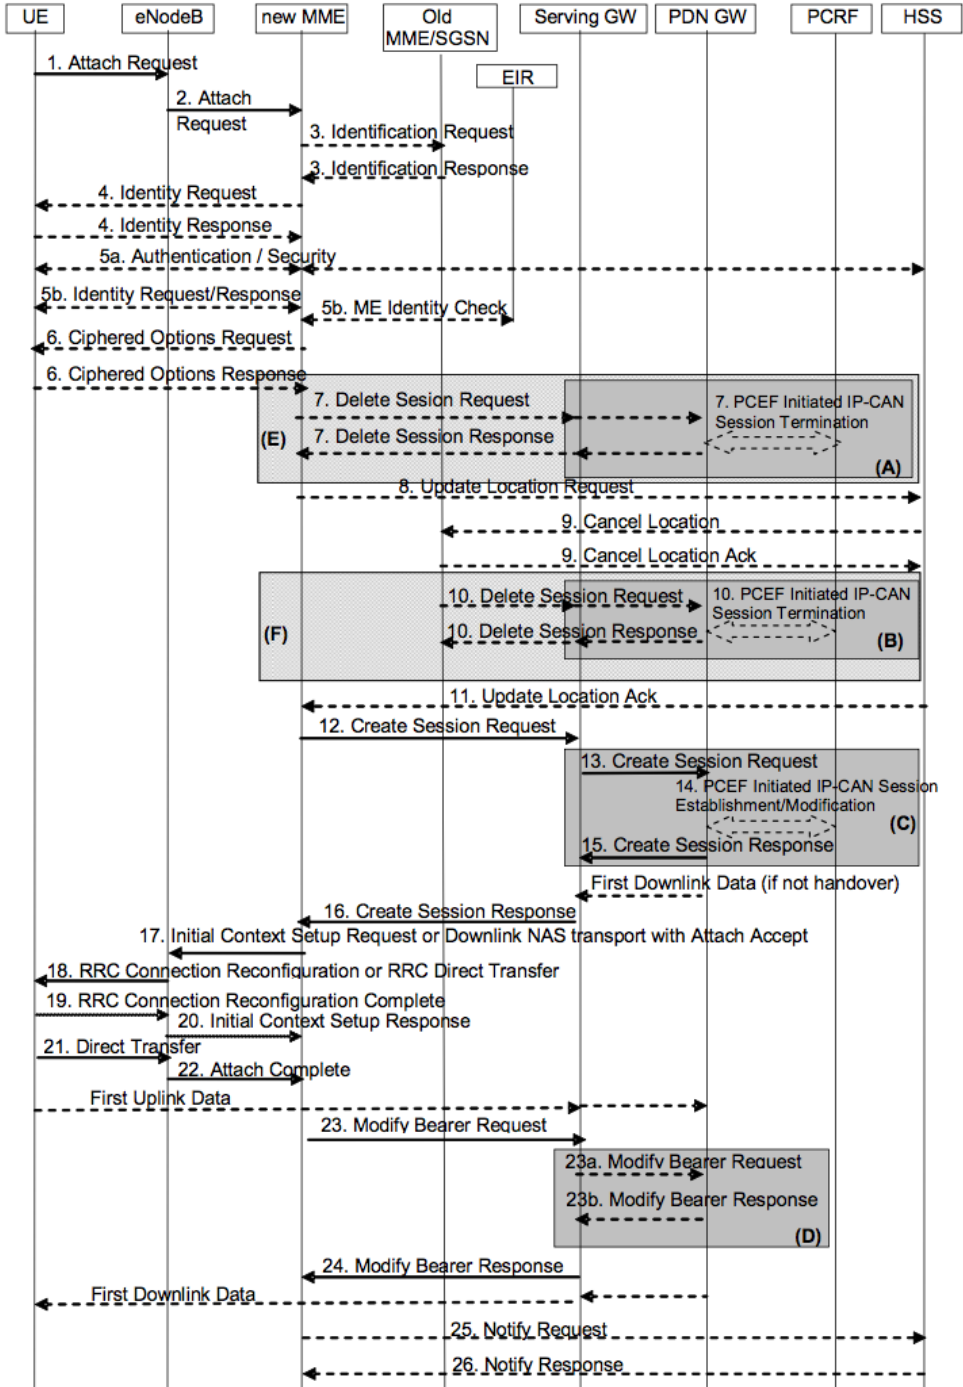 UE
eNodeB
new MME
Old
MME/SGSN
Serving GW
PDN GW
PCRF
HSS
EIR
1. Attach Request
2. Attach
Request
3. Identification Request
3. Identification Response
4. Identity Request
4. Identity Response
5a. Authentication / Security
5b. Identity Request/Response
5b. ME Identity Check
6. Ciphered Options Request
6. Ciphered Options Response
7. Delete Sesion Request
7. PCEF Initiated IP-CAN
Session Termination
(E)
7. Delete Session Response
(A)
8. Update Location Request
9. Cancel Location
9. Cancel Location Ack
10. Delete Session Request
10. PCEF Initiated IP-CAN
Session Termination
(F)
10. Delete Session Response
(B)
11. Update Location Ack
12. Create Session Request
13. Create Session Request
14. PCEF Initiated IP-CAN Session
Establishment/Modification
(C)
15. Create Session Response
First Downlink Data (if not handover)
16. Create Session Response
17. Initial Context Setup Request or Downlink NAS transport with Attach Accept
18. RRC Connection Reconfiguration or RRC Direct Transfer
19. RRC Connection Reconfiguration Complete
20. Initial Context Setup Response
21. Direct Transfer
22. Attach Complete
First Uplink Data
23. Modify Bearer Request
23a. Modify Bearer Request
23b. Modify Bearer Response
(D)
24. Modify Bearer Response
First Downlink Data
25. Notify Request
26. Notify Response